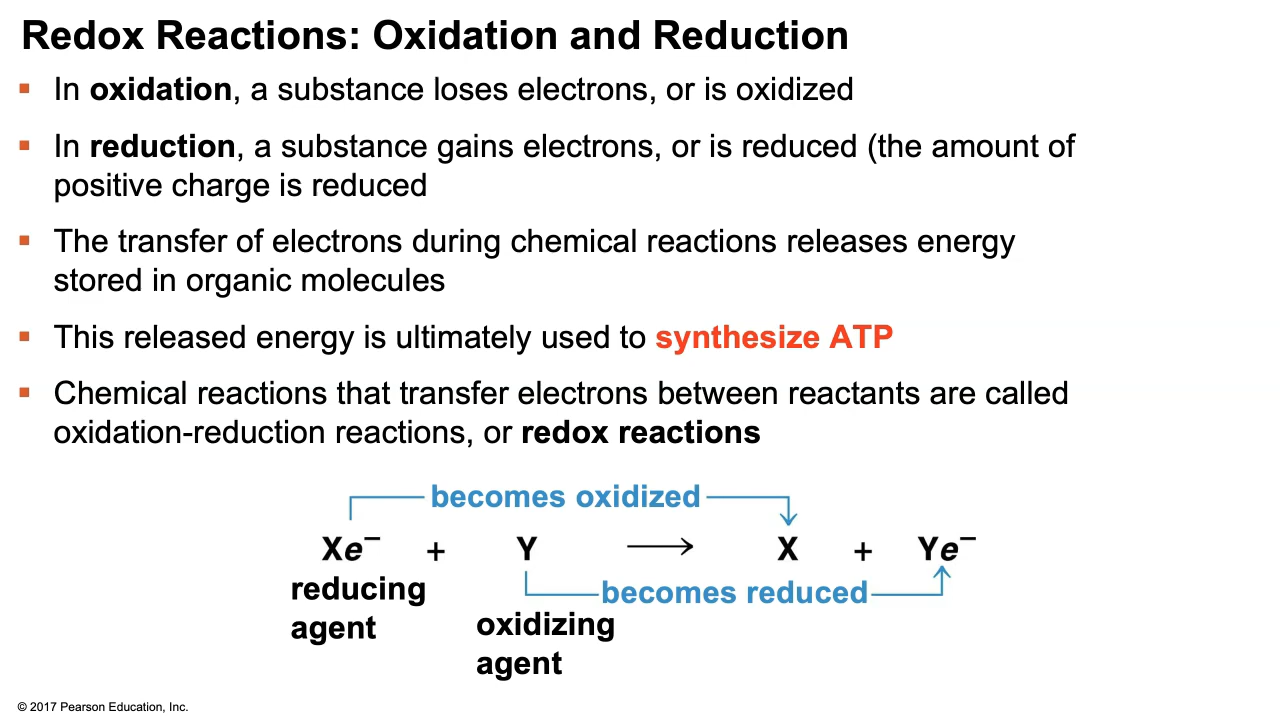 Redox Reactions: Oxidation and Reduction
▪ In oxidation, a substance loses electrons, or is oxidized
▪ In reduction, a substance gains electrons, or is reduced (the amount of
positive charge is reduced
▪ The transfer of electrons during chemical reactions releases energy
stored in organic molecules
▪ This released energy is ultimately used to synthesize ATP
▪ Chemical reactions that transfer electrons between reactants are called
oxidation-reduction reactions, or redox reactions
becomes oxidized
Xe⁻ + Y ⟶ X + Ye⁻
becomes reduced
reducing
agent
oxidizing
agent
© 2017 Pearson Education, Inc.